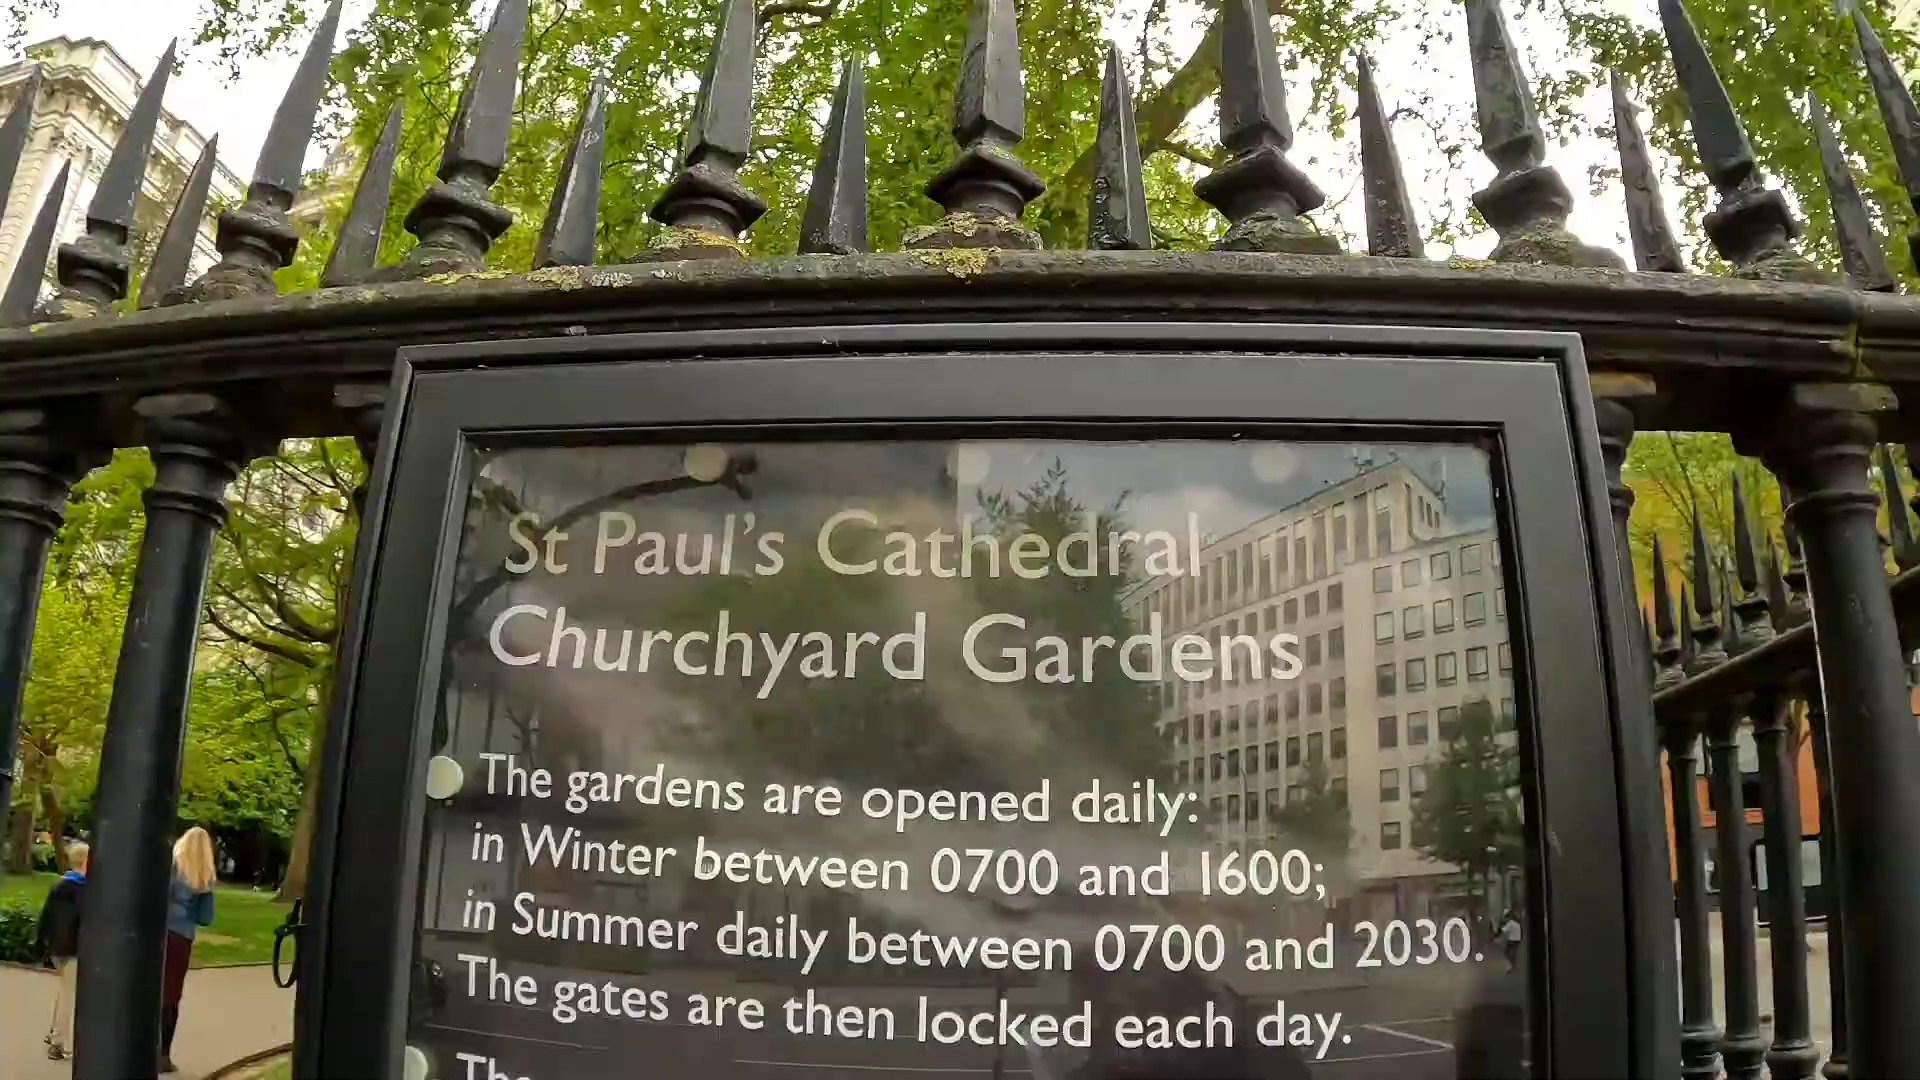 St Paul's Cathedral
Churchyard Gardens
The gardens are opened daily:
in Winter between 0700 and 1600;
in Summer daily between 0700 and 2030.
The gates are then locked each day.
The